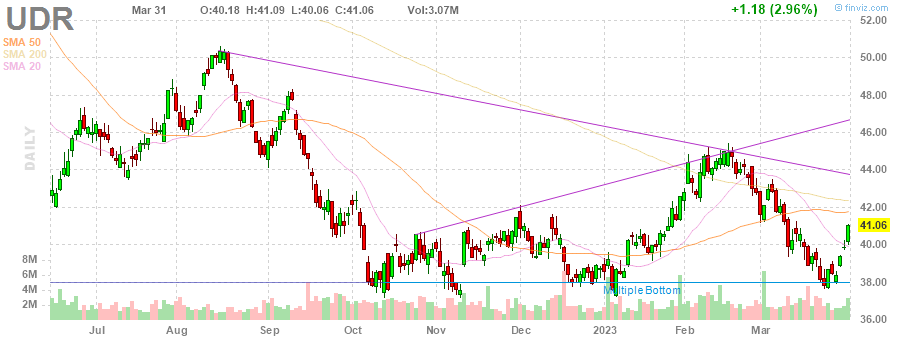 UDR Mar 31 O:40.18 H:41.09 L:40.06 C:41.06 Vol:3.07M +1.18 (2.96%) finviz.com
52.00
SMA 50
SMA 200
50.00
SMA 20
48.00
46.00
DAILY
44.00
42.00
41.06
40.00
8M
6M
38.00
Multiple Bottom
4M
2M
36.00
Jul Aug Sep Oct Nov Dec 2023 Feb Mar